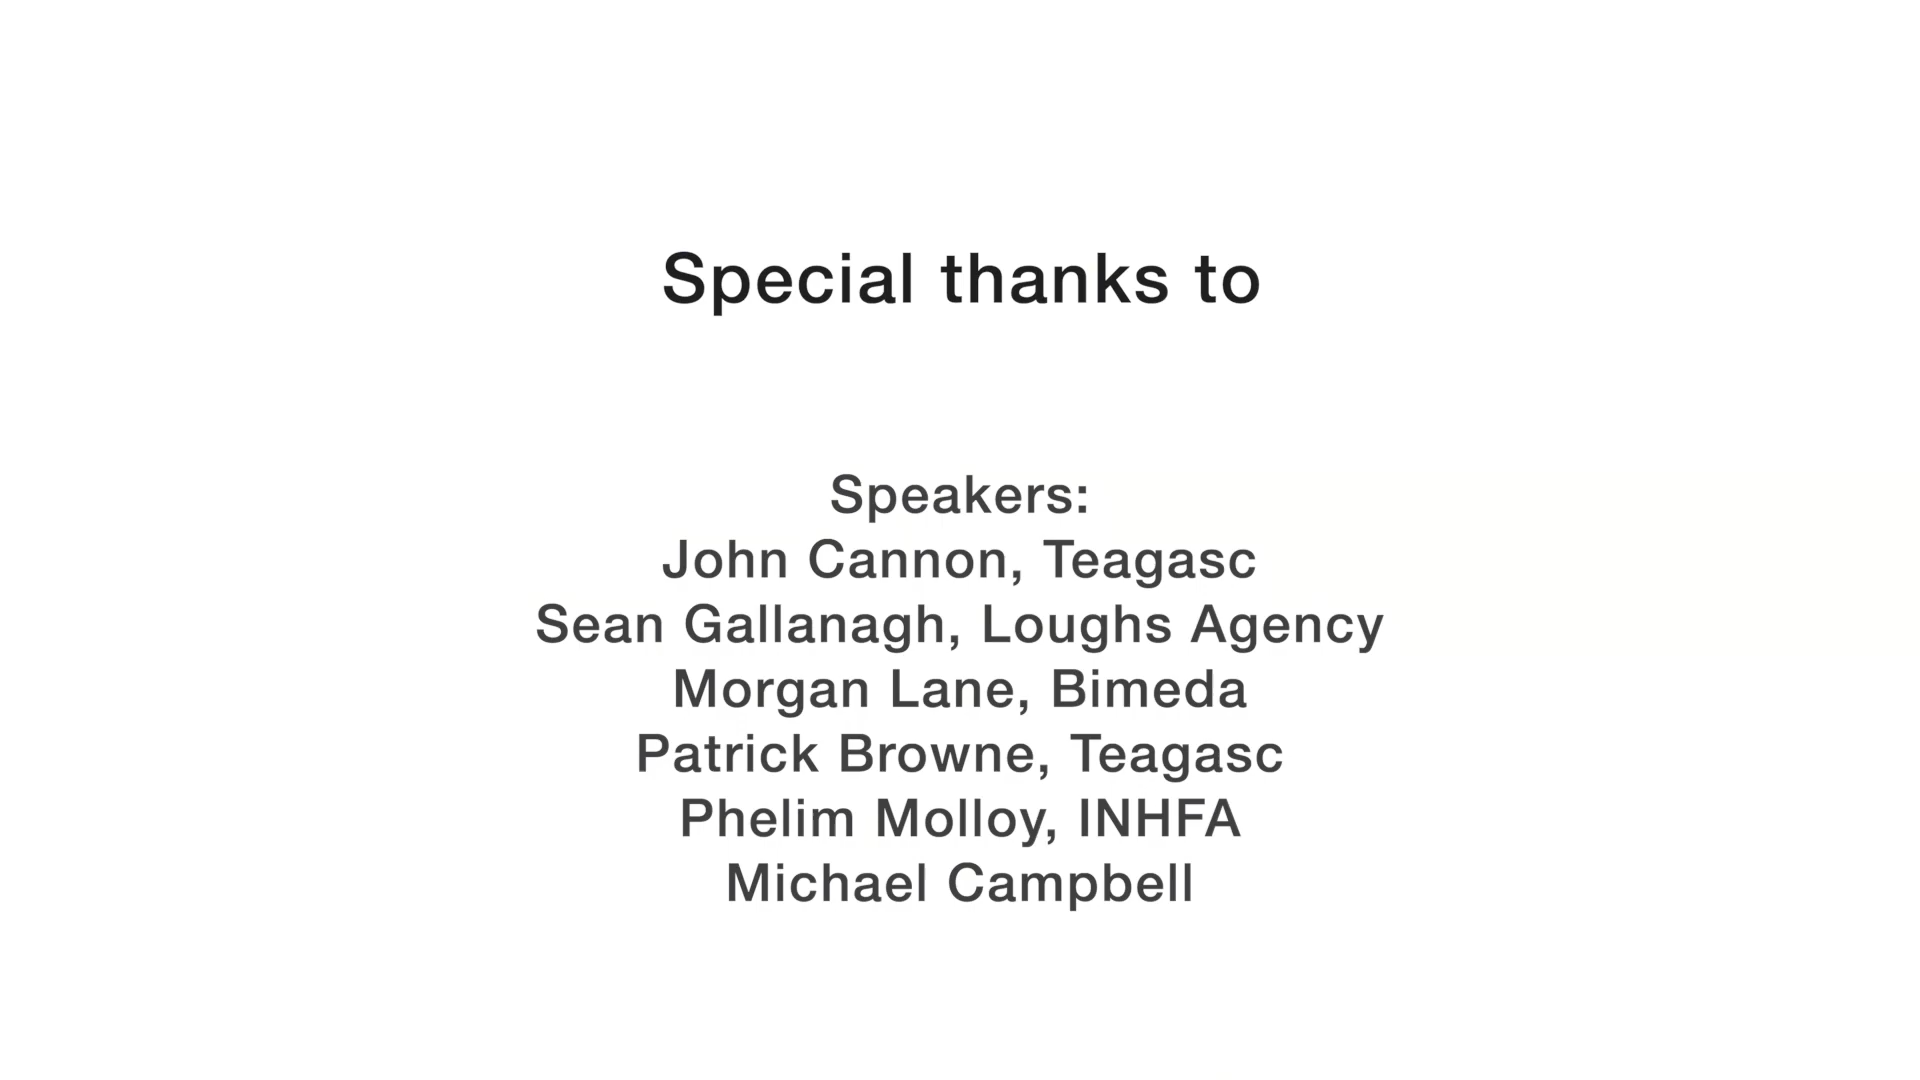 Special thanks to
Speakers:
John Cannon, Teagasc
Sean Gallanagh, Loughs Agency
Morgan Lane, Bimeda
Patrick Browne, Teagasc
Phelim Molloy, INHFA
Michael Campbell